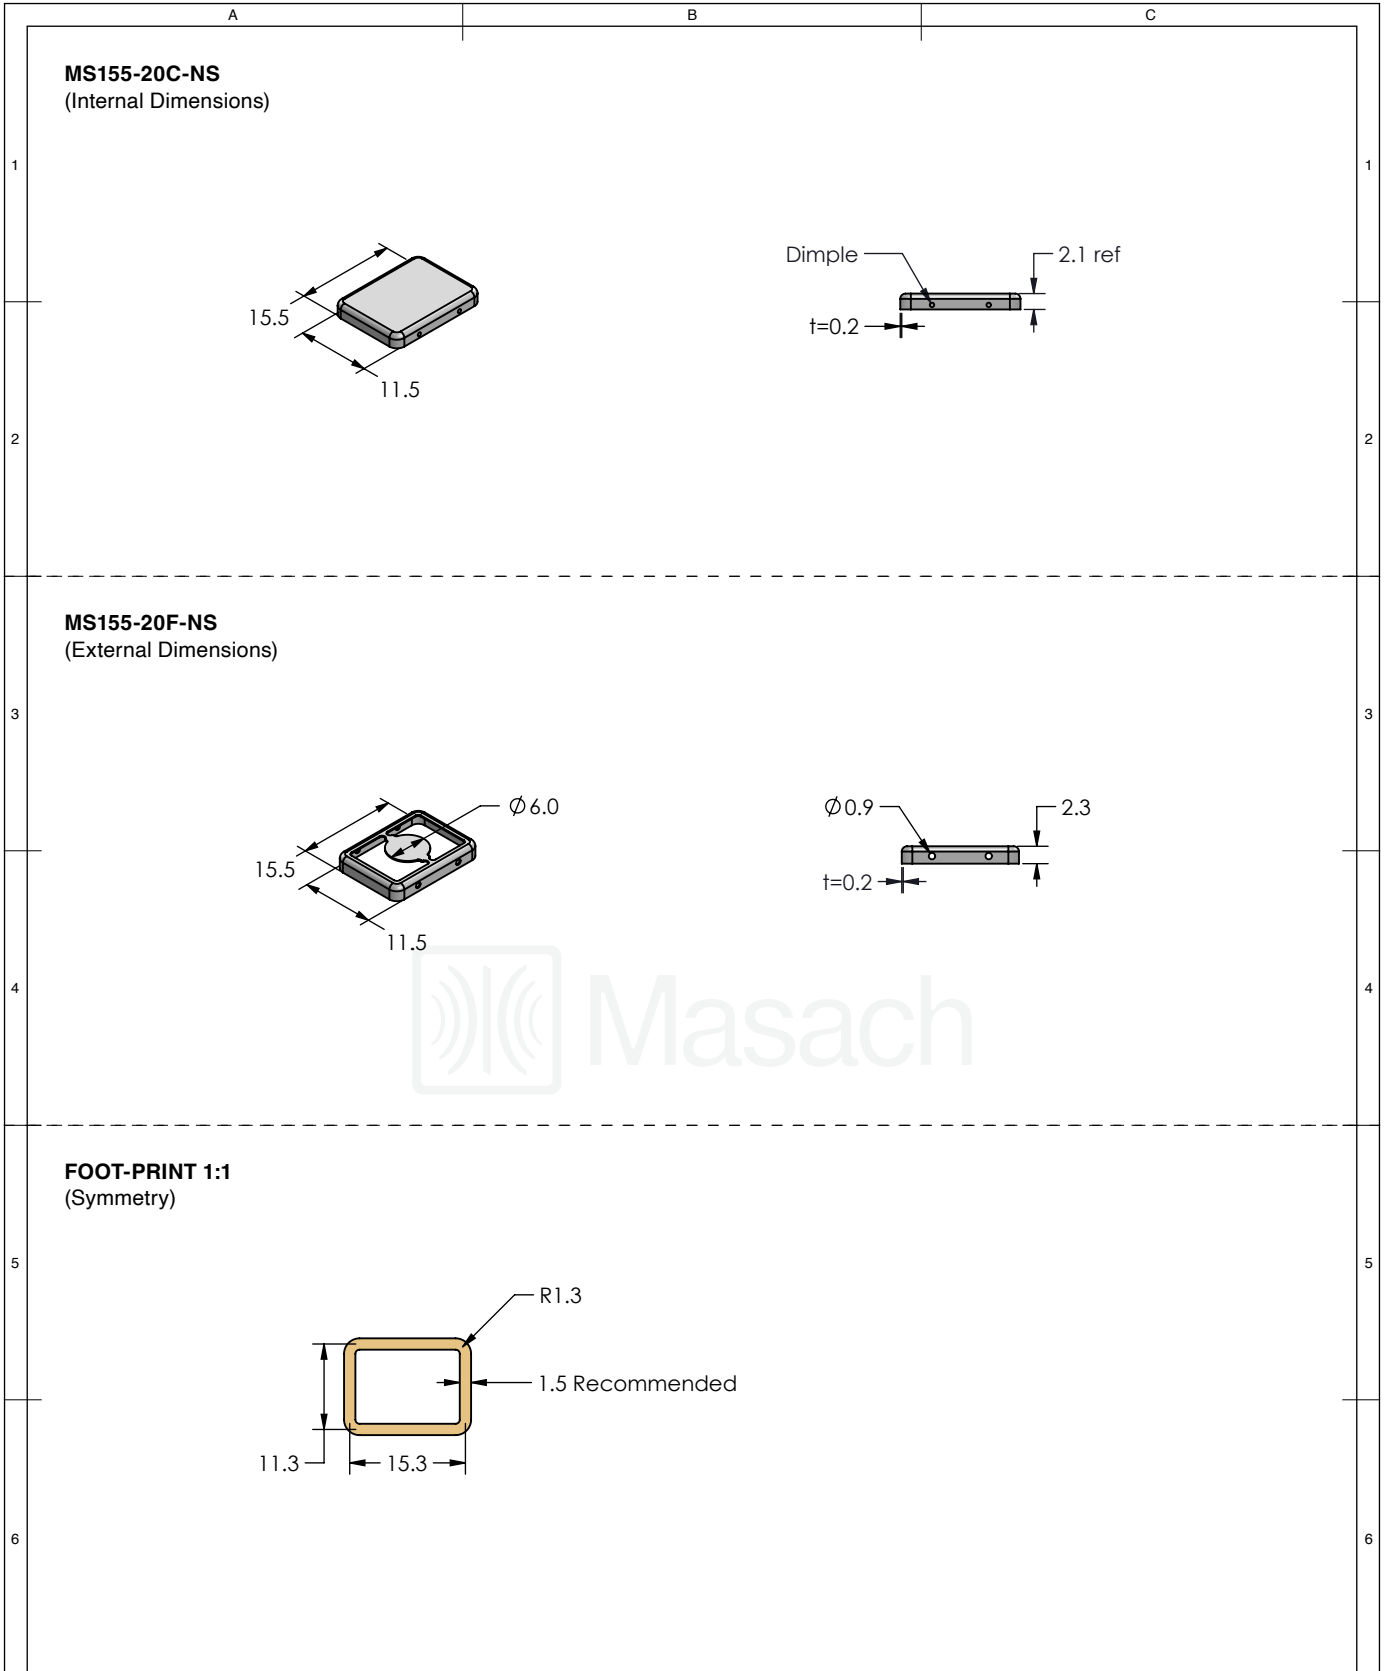 A B C
MS155-20C-NS
(Internal Dimensions)
1 1
Dimple 2.1 ref
15.5
t=0.2
11.5
2 2
MS155-20F-NS
(External Dimensions)
3 3
Ø6.0 Ø0.9 2.3
15.5
t=0.2
11.5
4 4
Masach
FOOT-PRINT 1:1
(Symmetry)
5 5
R1.3
1.5 Recommended
11.3 15.3
6 6